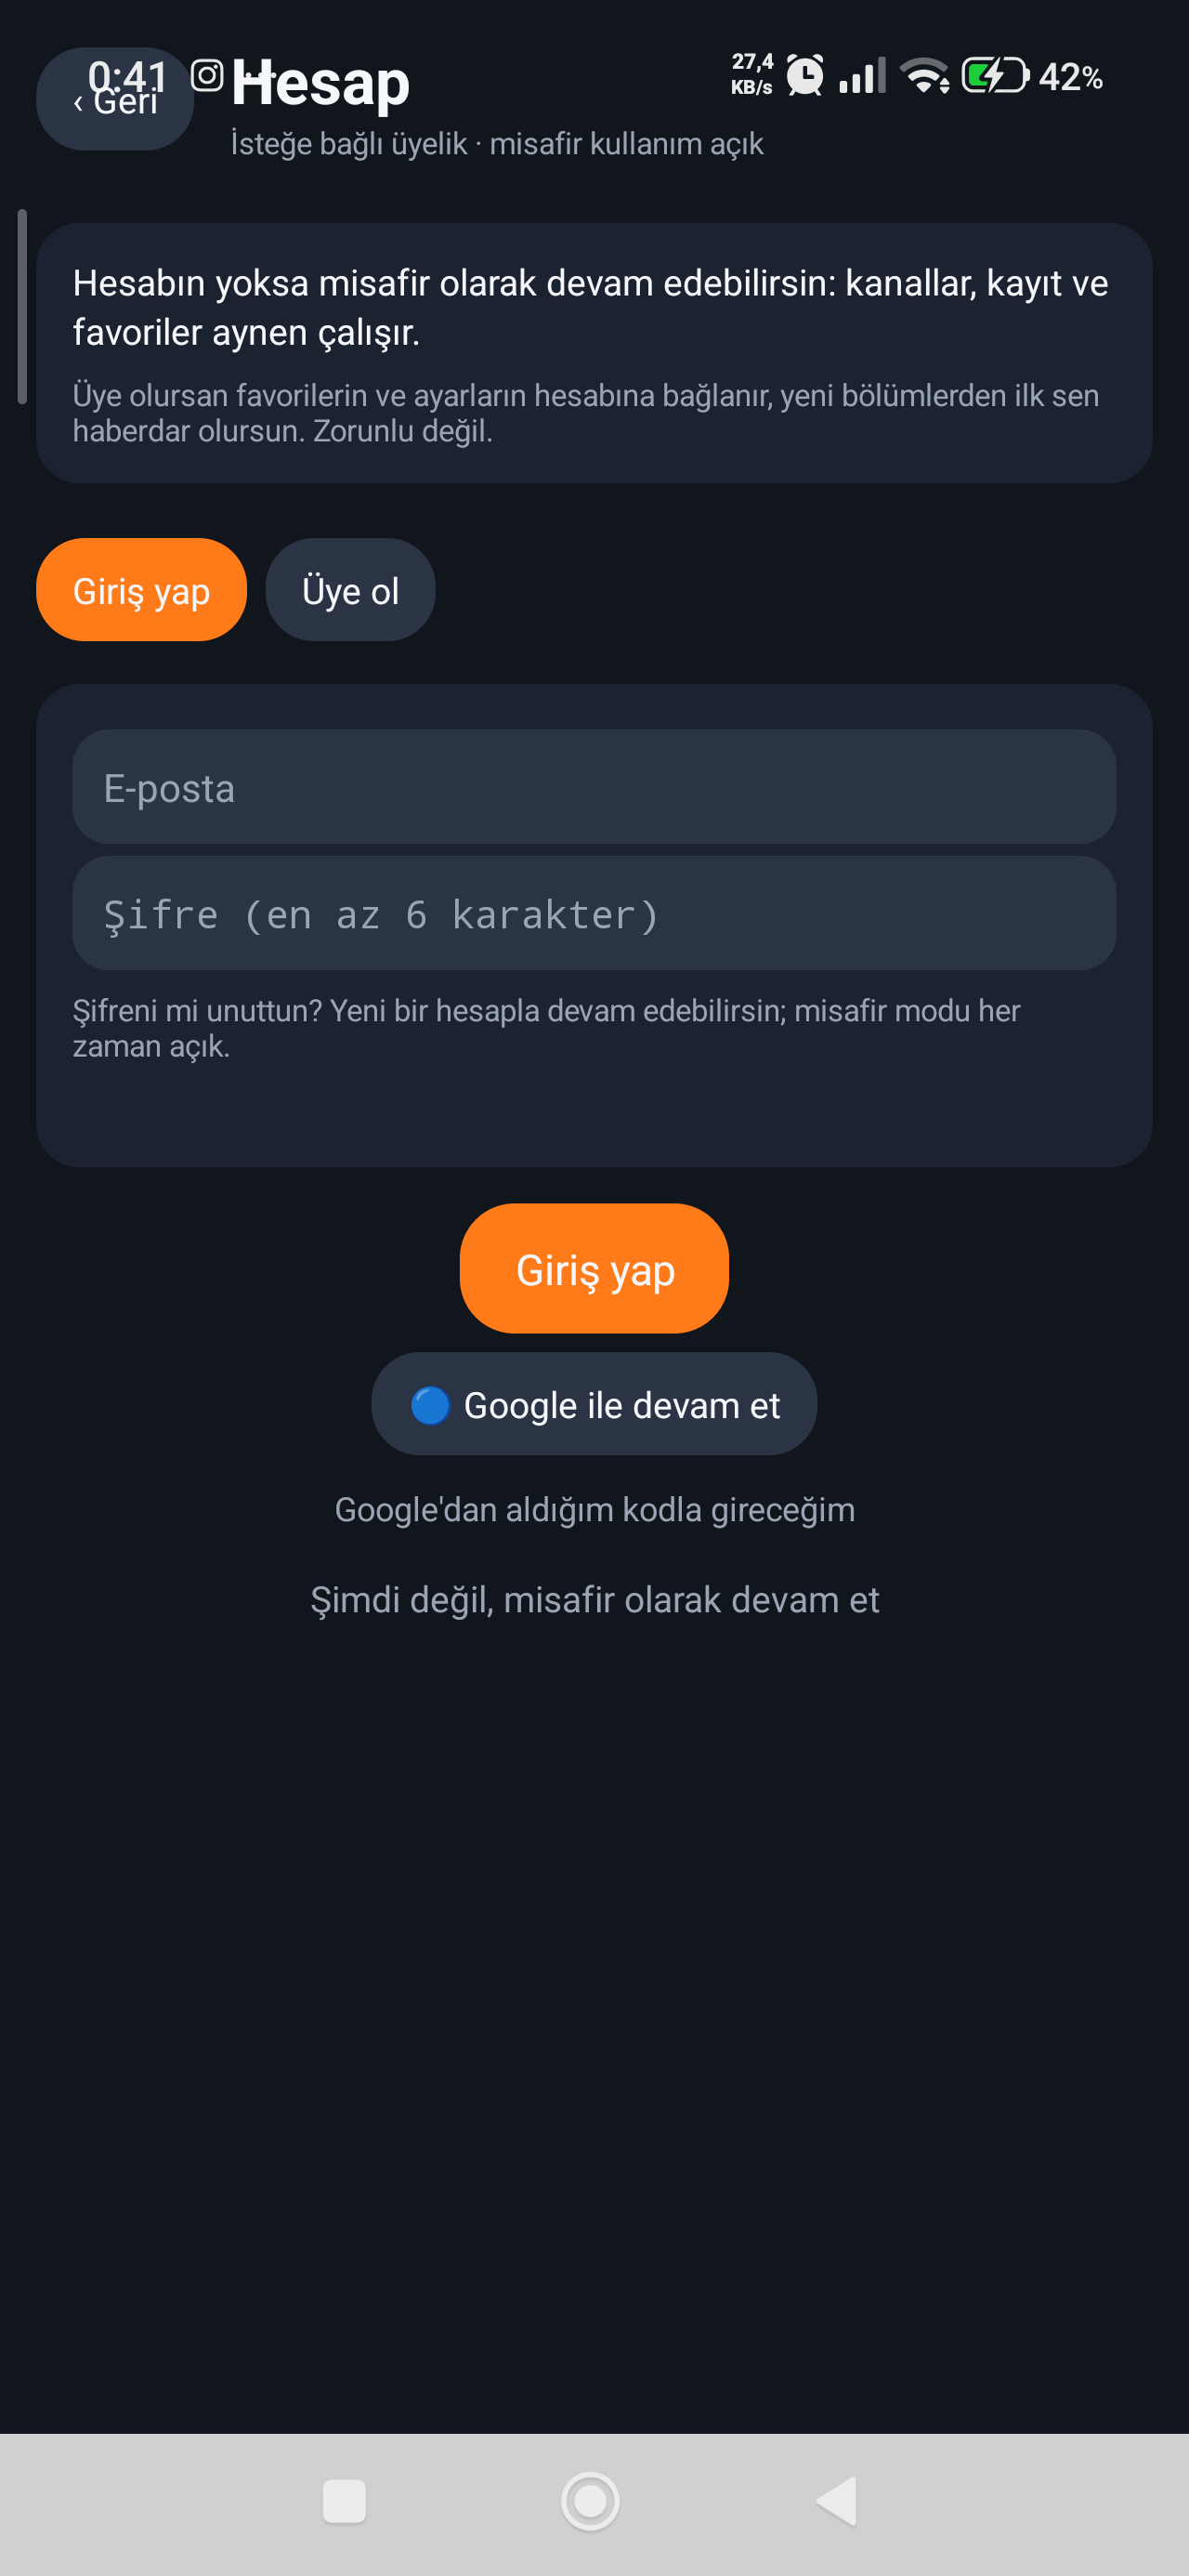 0:41
27,4 KB/s
42%
‹ Geri
Hesap
İsteğe bağlı üyelik · misafir kullanım açık
Hesabın yoksa misafir olarak devam edebilirsin: kanallar, kayıt ve
favoriler aynen çalışır.
Üye olursan favorilerin ve ayarların hesabına bağlanır, yeni bölümlerden ilk sen
haberdar olursun. Zorunlu değil.
Giriş yap
Üye ol
E-posta
Şifre (en az 6 karakter)
Şifreni mi unuttun? Yeni bir hesapla devam edebilirsin; misafir modu her
zaman açık.
Giriş yap
Google ile devam et
Google'dan aldığım kodla gireceğim
Şimdi değil, misafir olarak devam et